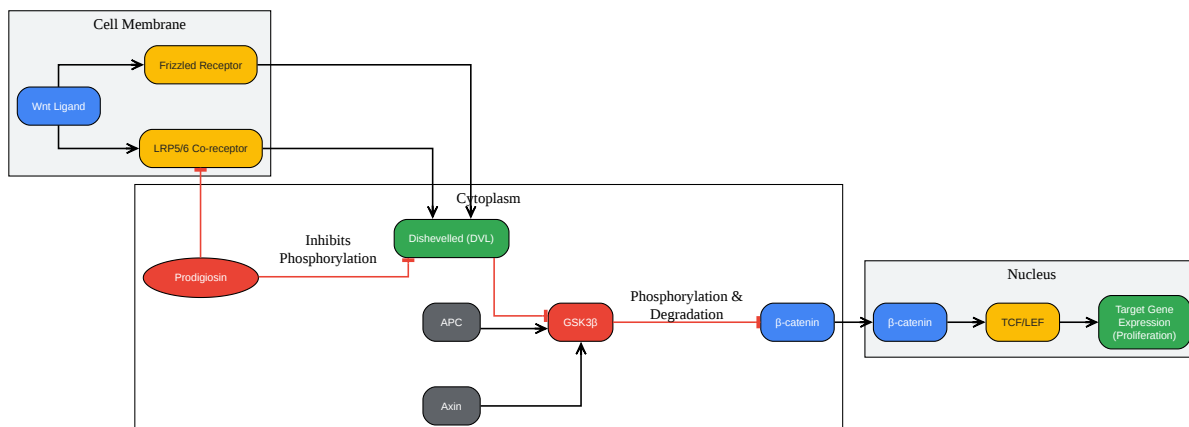 Cell Membrane
Frizzled Receptor
Wnt Ligand
LRP5/6 Co-receptor
Cytoplasm
Dishevelled (DVL)
Inhibits
Phosphorylation
Prodigiosin
APC
GSK3β
Phosphorylation &
Degradation
β-catenin
Axin
Nucleus
β-catenin
TCF/LEF
Target Gene
Expression
(Proliferation)